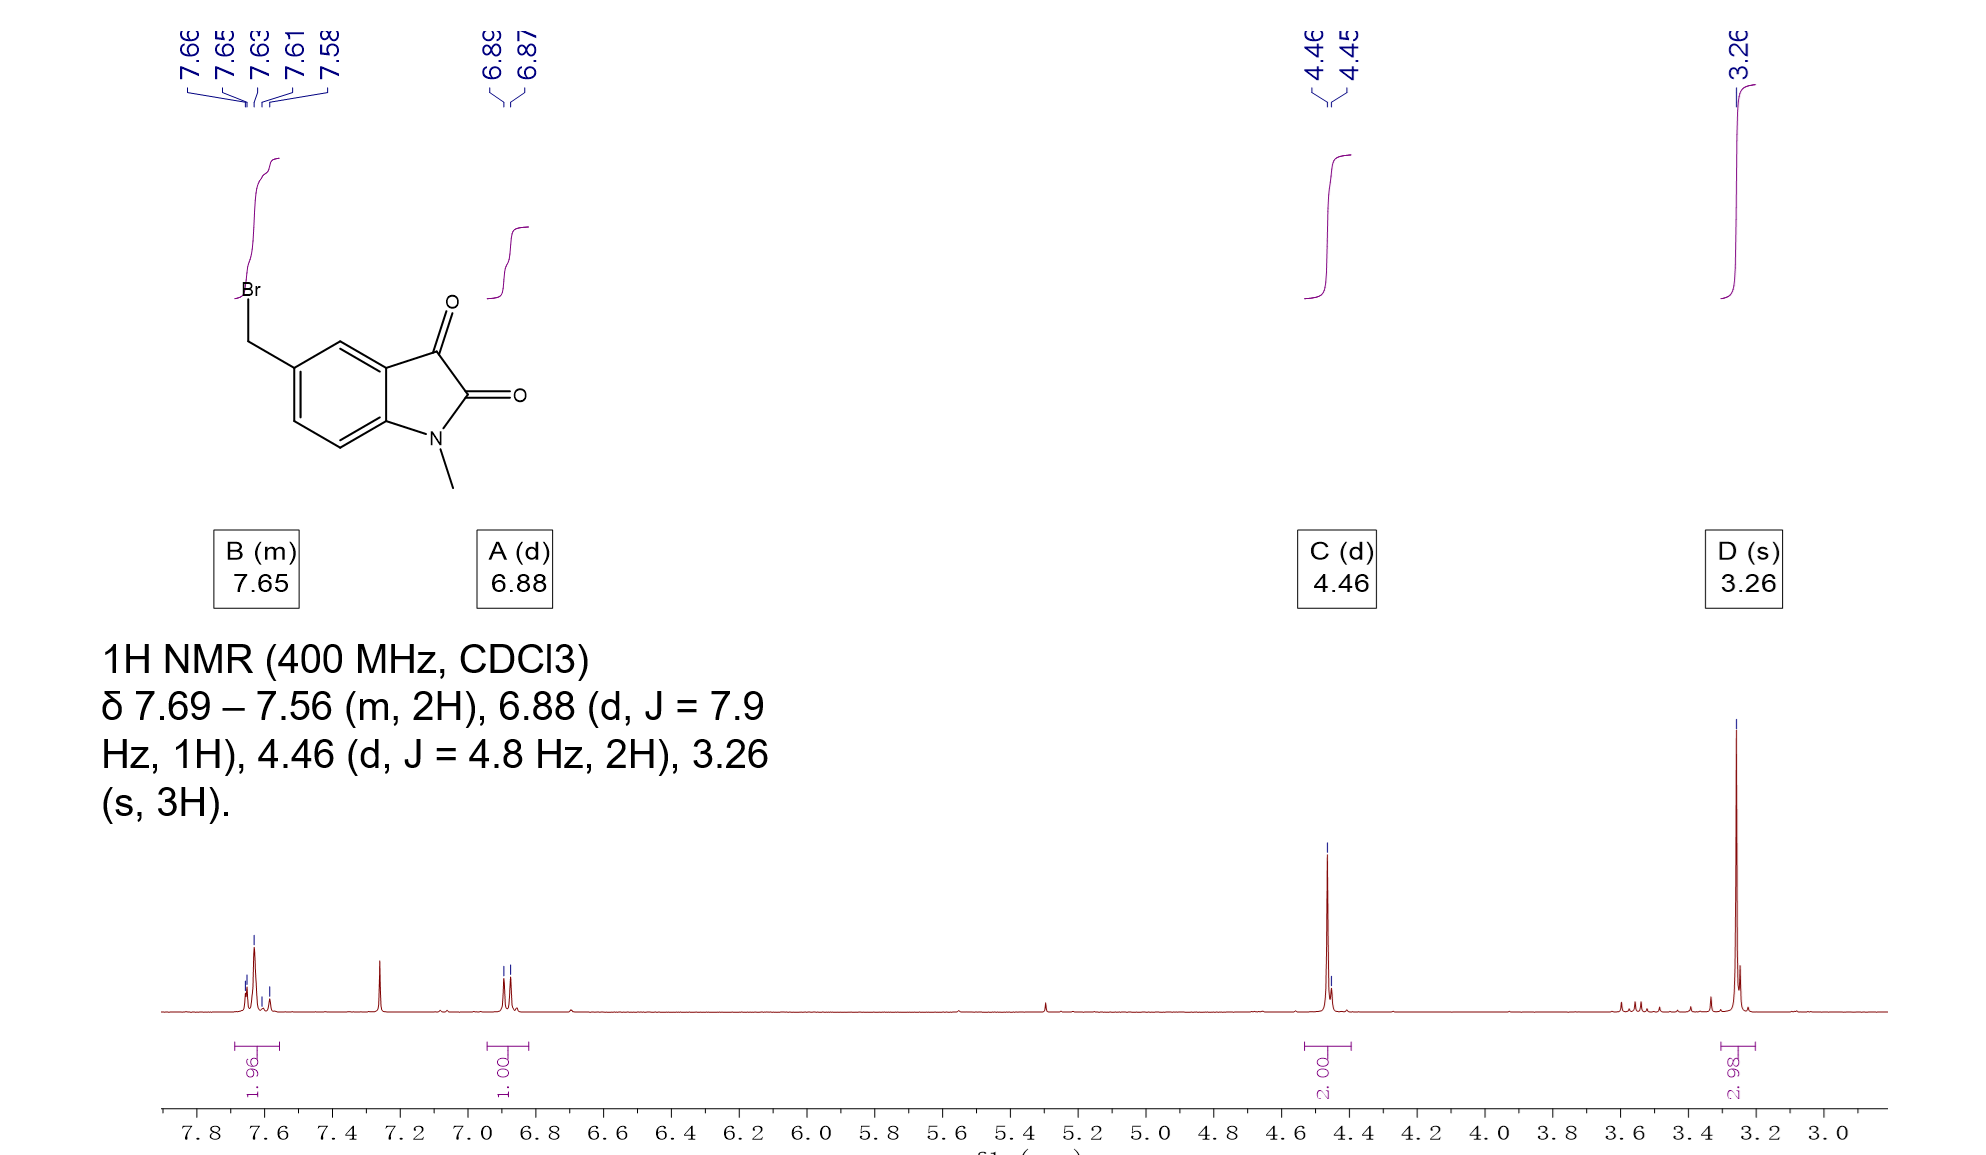 7.66 7.65 7.63 7.61 7.58 6.89 6.87 4.46 4.45 3.26
Br
O
O
N
B (m) A (d) C (d) D (s)
7.65 6.88 4.46 3.26
1H NMR (400 MHz, CDCl3)
δ 7.69 – 7.56 (m, 2H), 6.88 (d, J = 7.9
Hz, 1H), 4.46 (d, J = 4.8 Hz, 2H), 3.26
(s, 3H).
1.96 1.00 2.00 2.98
7.8 7.6 7.4 7.2 7.0 6.8 6.6 6.4 6.2 6.0 5.8 5.6 5.4 5.2 5.0 4.8 4.6 4.4 4.2 4.0 3.8 3.6 3.4 3.2 3.0